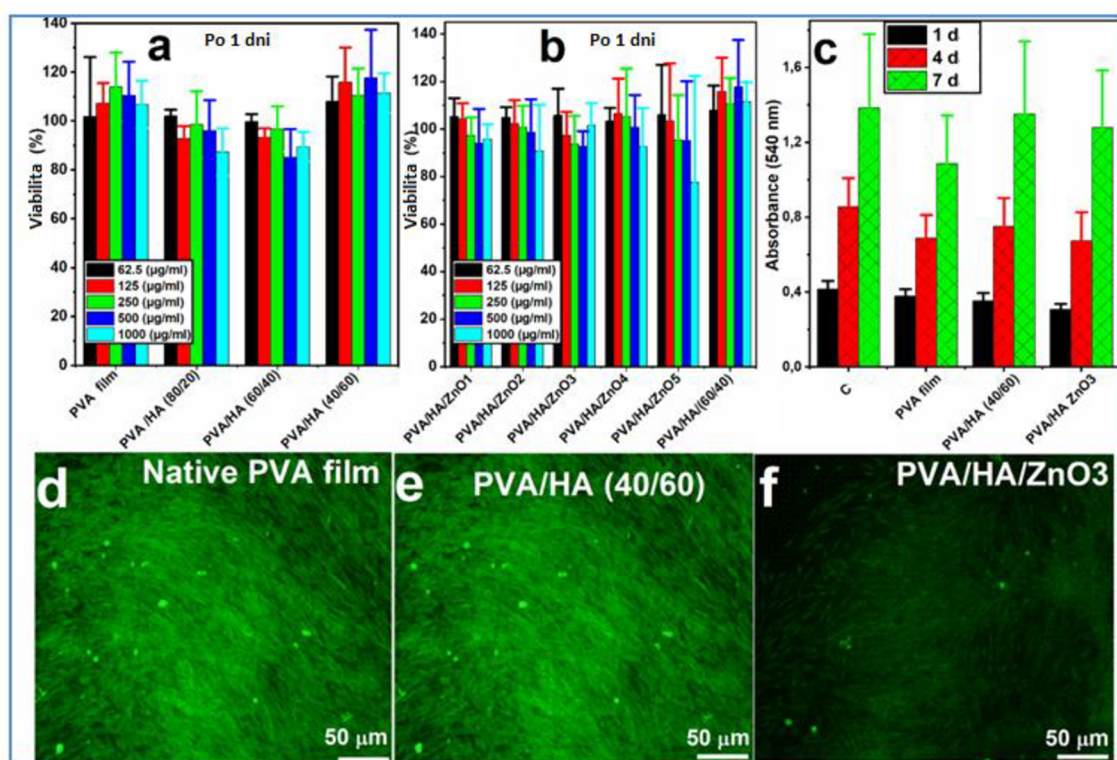 a
Po 1 dni
Viabilita (%)
140
120
100
80
60
40
20
0
62.5 (µg/ml)
125 (µg/ml)
250 (µg/ml)
500 (µg/ml)
1000 (µg/ml)
PVA film
PVA /HA (80/20)
PVA/HA (60/40)
PVA/HA (40/60)
b
Po 1 dni
Viabilita (%)
140
120
100
80
60
40
20
0
62.5 (µg/ml)
125 (µg/ml)
250 (µg/ml)
500 (µg/ml)
1000 (µg/ml)
PVA/HA/ZnO1
PVA/HA/ZnO2
PVA/HA/ZnO3
PVA/HA/ZnO4
PVA/HA/ZnO5
PVA/HA/(60/40)
c
1 d
4 d
7 d
Absorbance (540 nm)
1,6
1,2
0,8
0,4
0,0
C
PVA film
PVA/HA (40/60)
PVA/HA ZnO3
d
Native PVA film
50 µm
e
PVA/HA (40/60)
50 µm
f
PVA/HA/ZnO3
50 µm